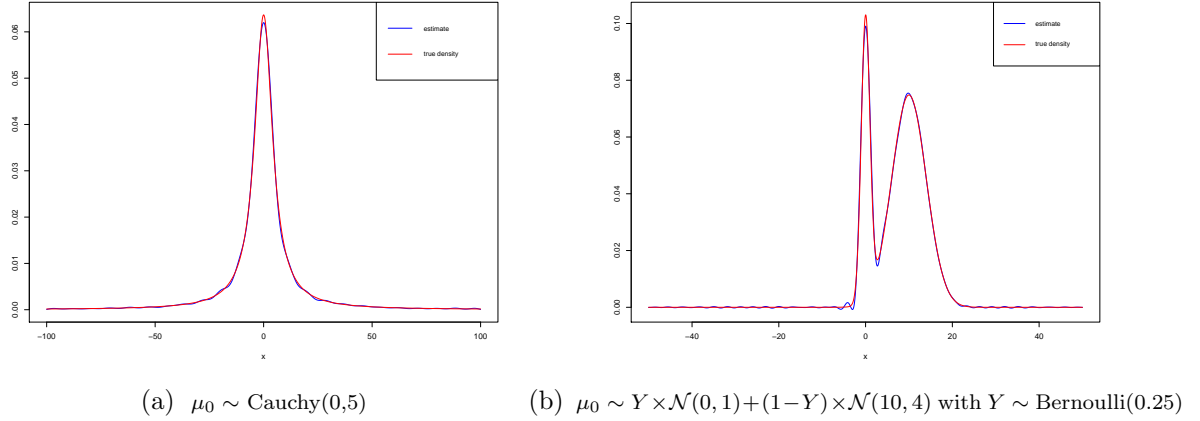 estimate
true density
0.06
0.05
0.04
0.03
0.02
0.01
0.00
−100
−50
0
50
100
x
(a) μ₀ ∼ Cauchy(0,5)
estimate
true density
0.10
0.08
0.06
0.04
0.02
0.00
−40
−20
0
20
40
x
(b) μ₀ ∼ Y×𝒩(0, 1)+(1−Y)×𝒩(10, 4) with Y ∼ Bernoulli(0.25)